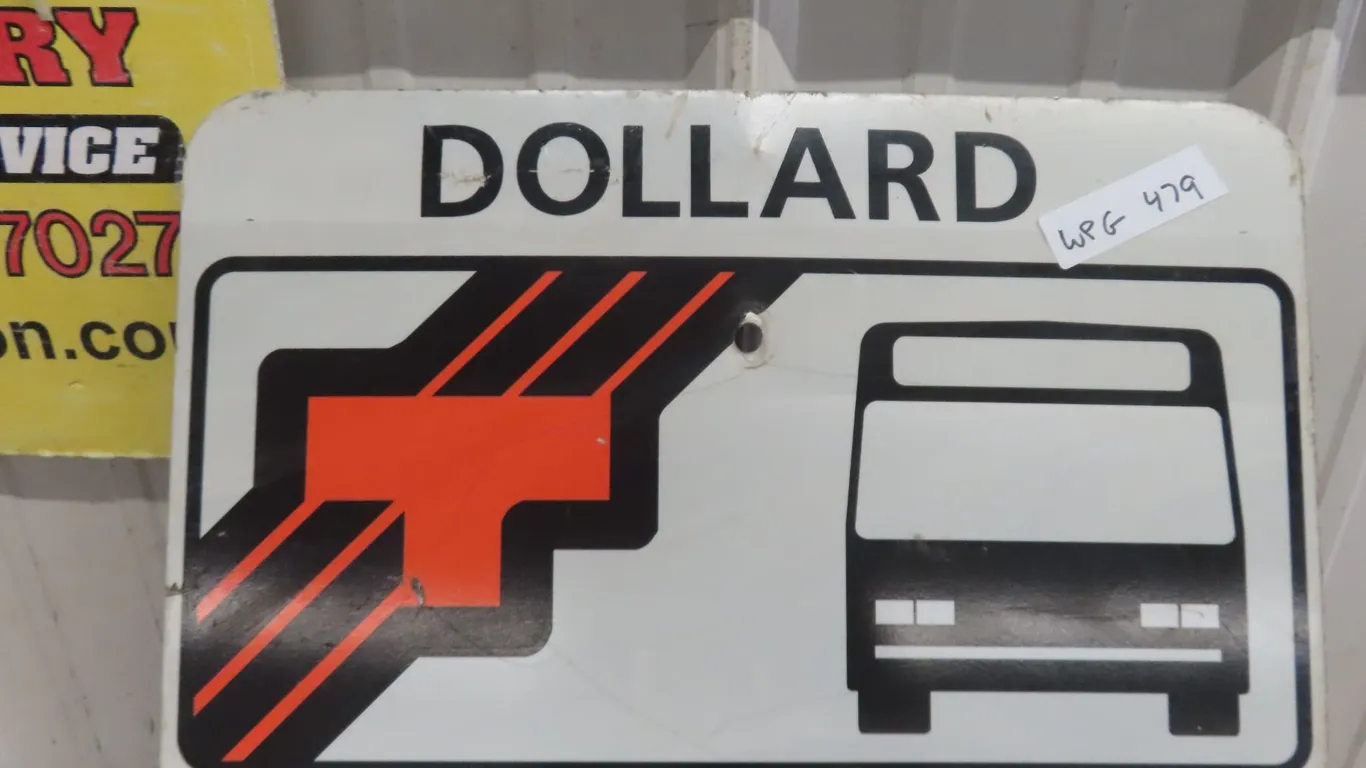 RY
VICE
7027
on.co
DOLLARD
WPG 479